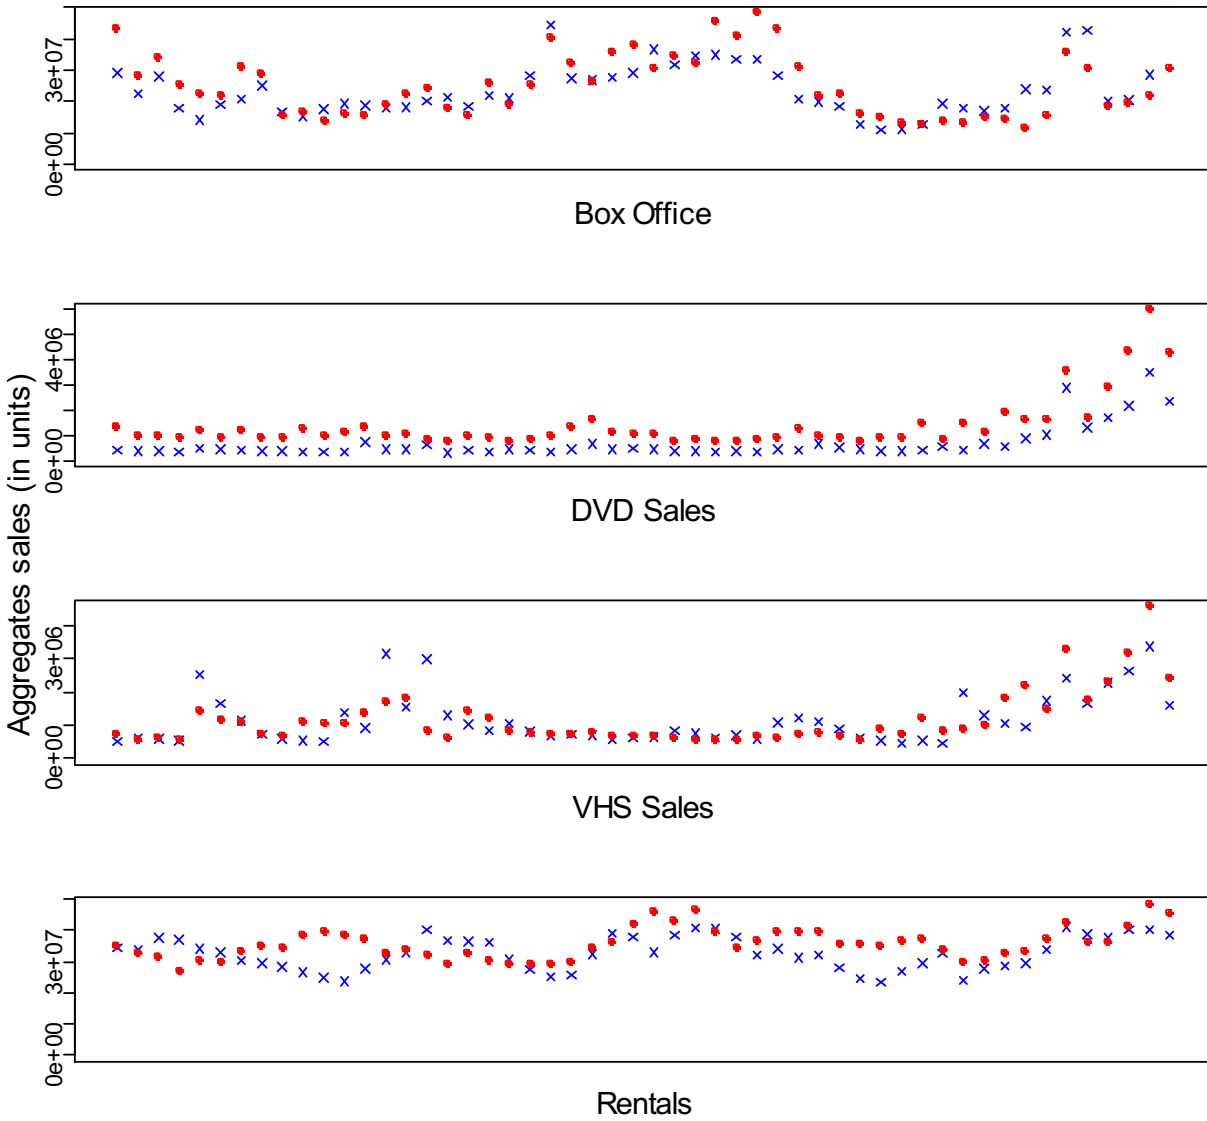 3e+07
0e+00
Box Office
4e+06
0e+00
DVD Sales
Aggregates sales (in units)
3e+06
0e+00
VHS Sales
3e+07
0e+00
Rentals